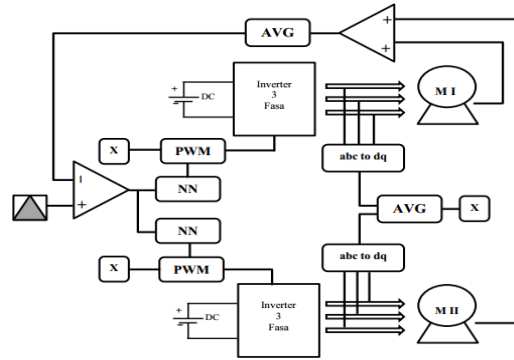 AVG
+
+
Inverter
3
Fasa
+
-
DC
M I
X
PWM
abc to dq
-
+
NN
AVG
X
NN
X
PWM
abc to dq
Inverter
3
Fasa
+
-
DC
M II